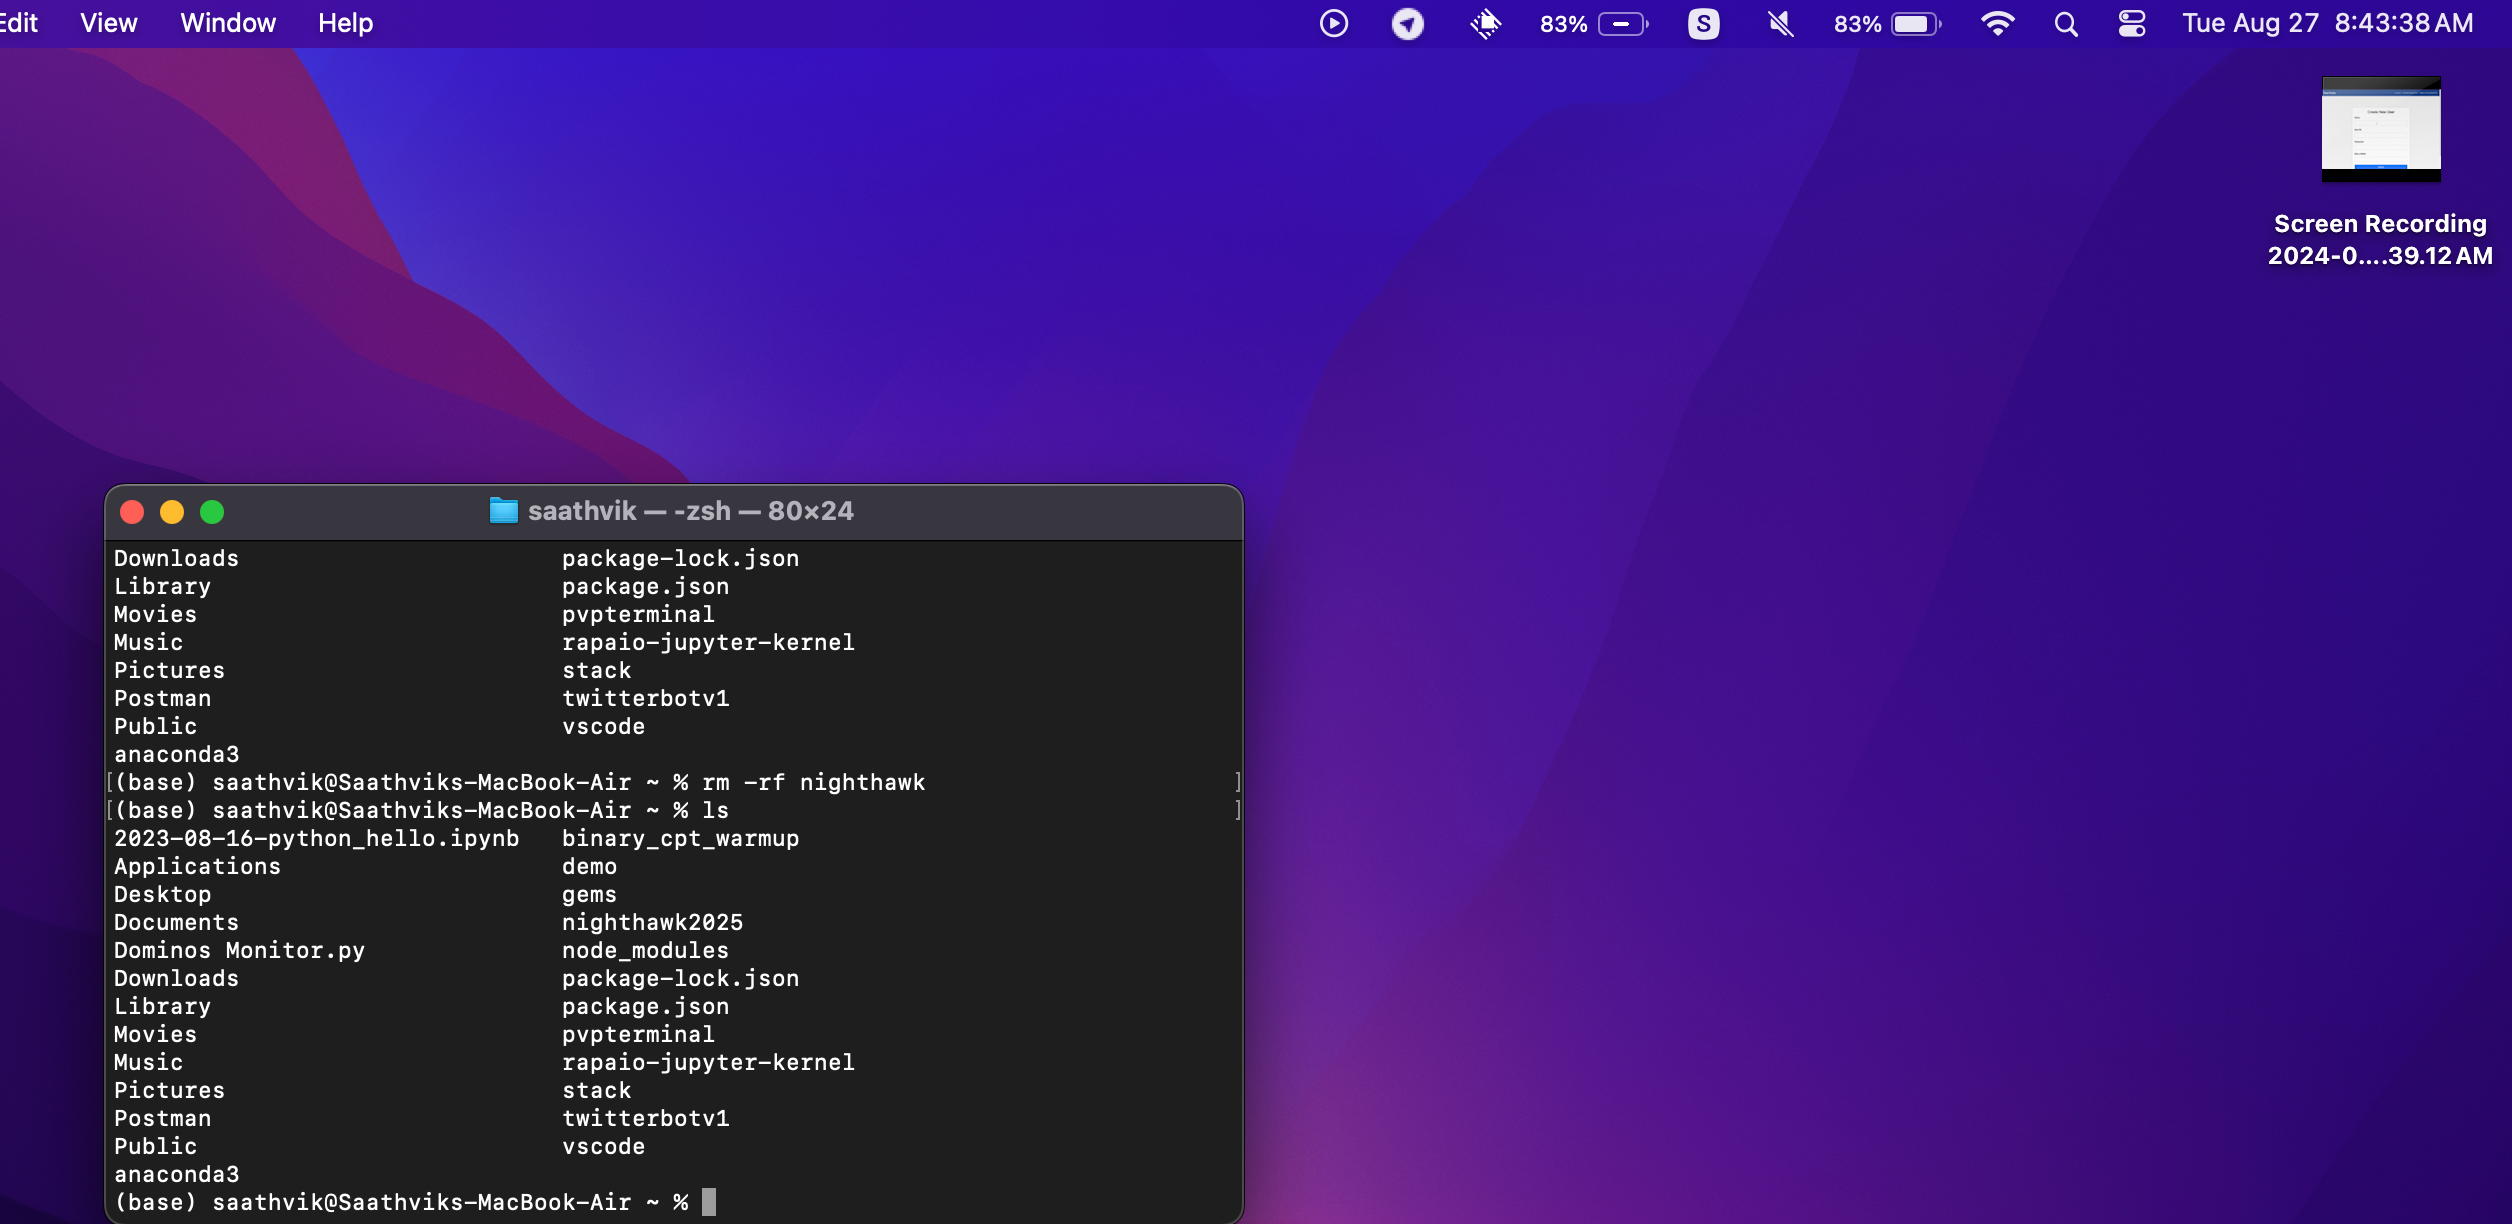 Edit View Window Help 83% S 83% Tue Aug 27 8:43:38 AM
Create New User
Screen Recording
2024-0....39.12 AM
saathvik — -zsh — 80×24
Downloads package-lock.json
Library package.json
Movies pvpterminal
Music rapaio-jupyter-kernel
Pictures stack
Postman twitterbotv1
Public vscode
anaconda3
[(base) saathvik@Saathviks-MacBook-Air ~ % rm -rf nighthawk ]
[(base) saathvik@Saathviks-MacBook-Air ~ % ls ]
2023-08-16-python_hello.ipynb binary_cpt_warmup
Applications demo
Desktop gems
Documents nighthawk2025
Dominos Monitor.py node_modules
Downloads package-lock.json
Library package.json
Movies pvpterminal
Music rapaio-jupyter-kernel
Pictures stack
Postman twitterbotv1
Public vscode
anaconda3
(base) saathvik@Saathviks-MacBook-Air ~ %